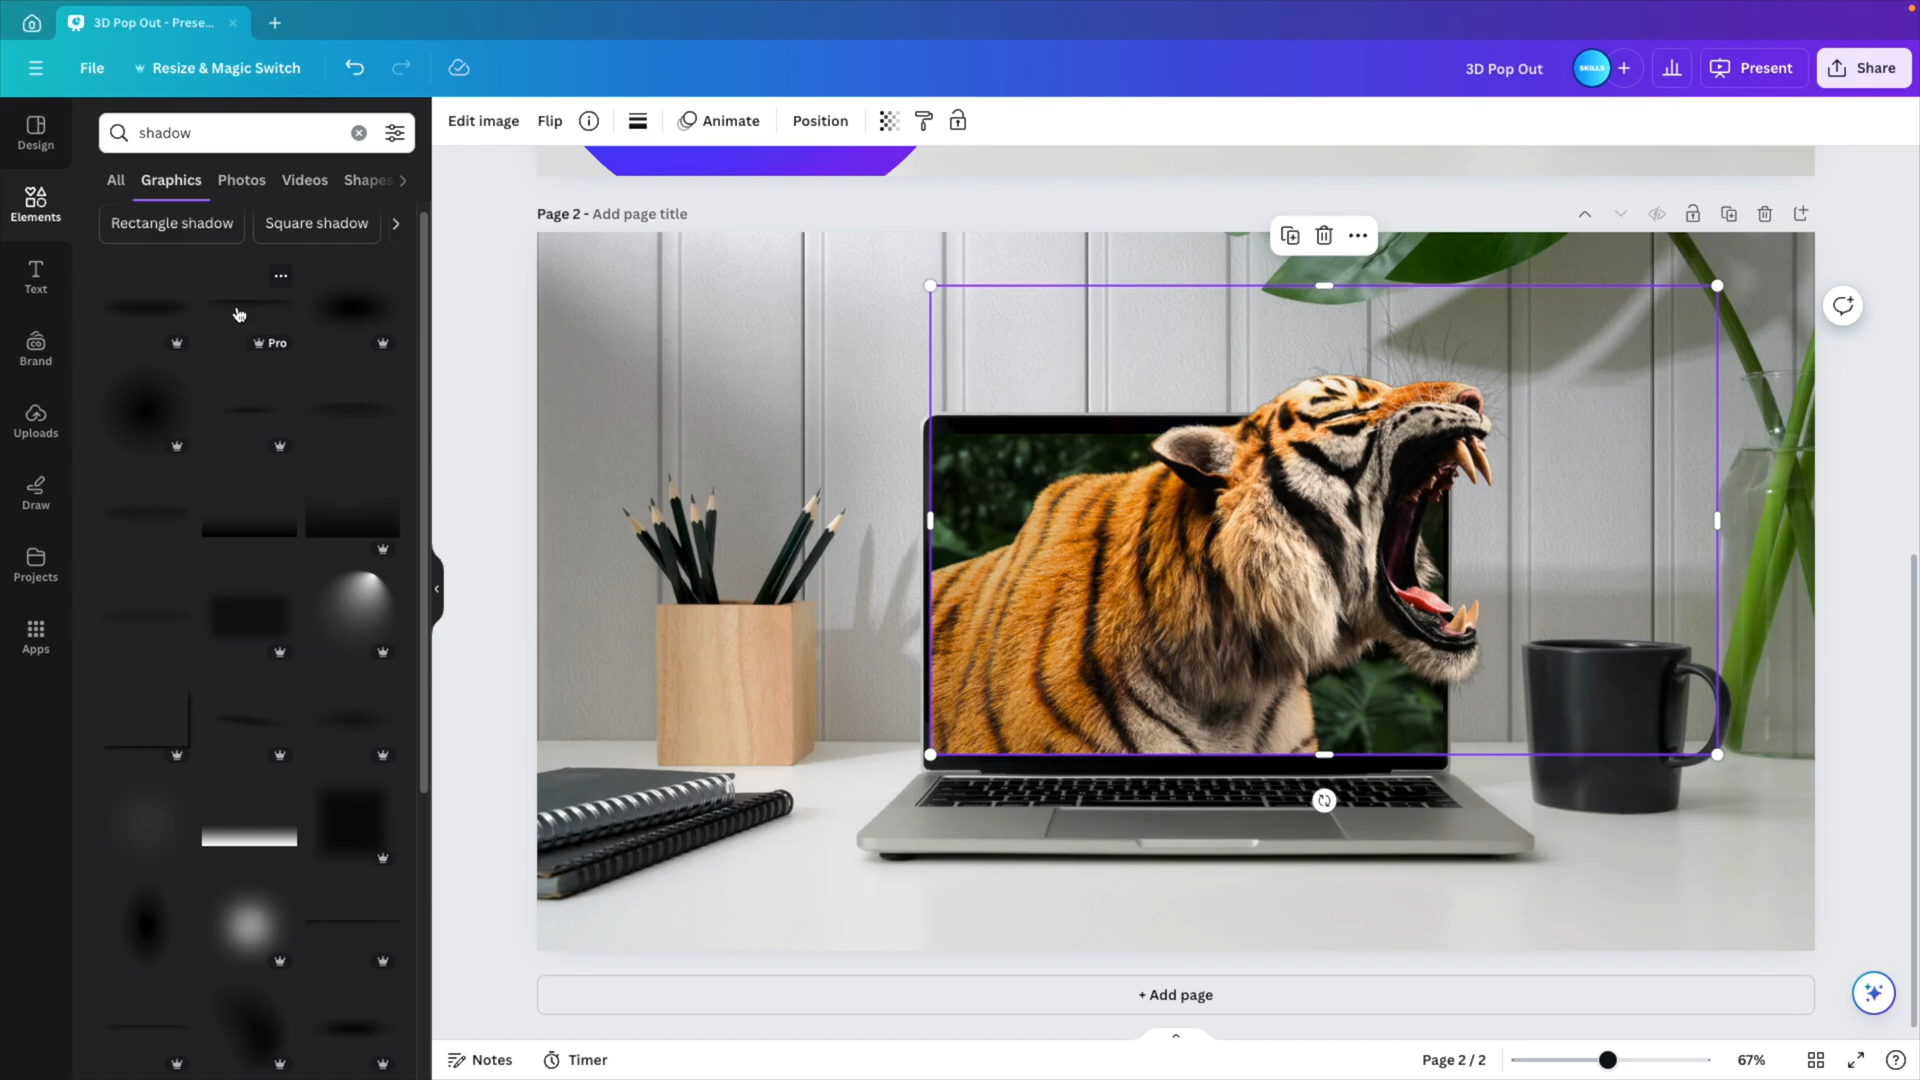 3D Pop Out - Prese...
File
Resize & Magic Switch
3D Pop Out
SKILLS
Present
Share
Design
Elements
Text
Brand
Uploads
Draw
Projects
Apps
shadow
All
Graphics
Photos
Videos
Shapes
Rectangle shadow
Square shadow
Pro
Edit image
Flip
Animate
Position
Page 2 - Add page title
+ Add page
Notes
Timer
Page 2 / 2
67%